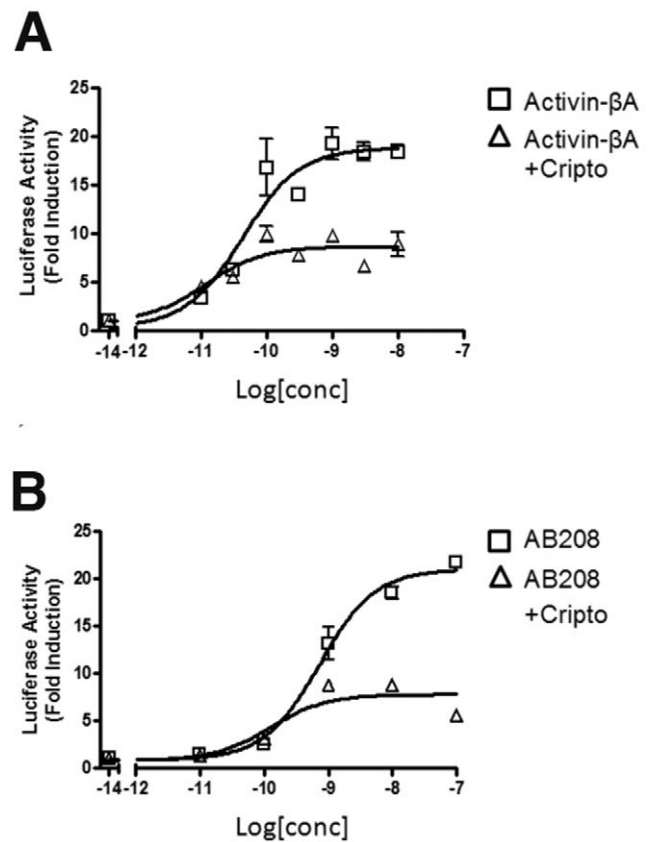 A
Luciferase Activity
(Fold Induction)
25
20
15
10
5
0
-14 -12 -11 -10 -9 -8 -7
Log[conc]
Activin-βA
Activin-βA
+Cripto
B
Luciferase Activity
(Fold Induction)
25
20
15
10
5
0
-14 -12 -11 -10 -9 -8 -7
Log[conc]
AB208
AB208
+Cripto